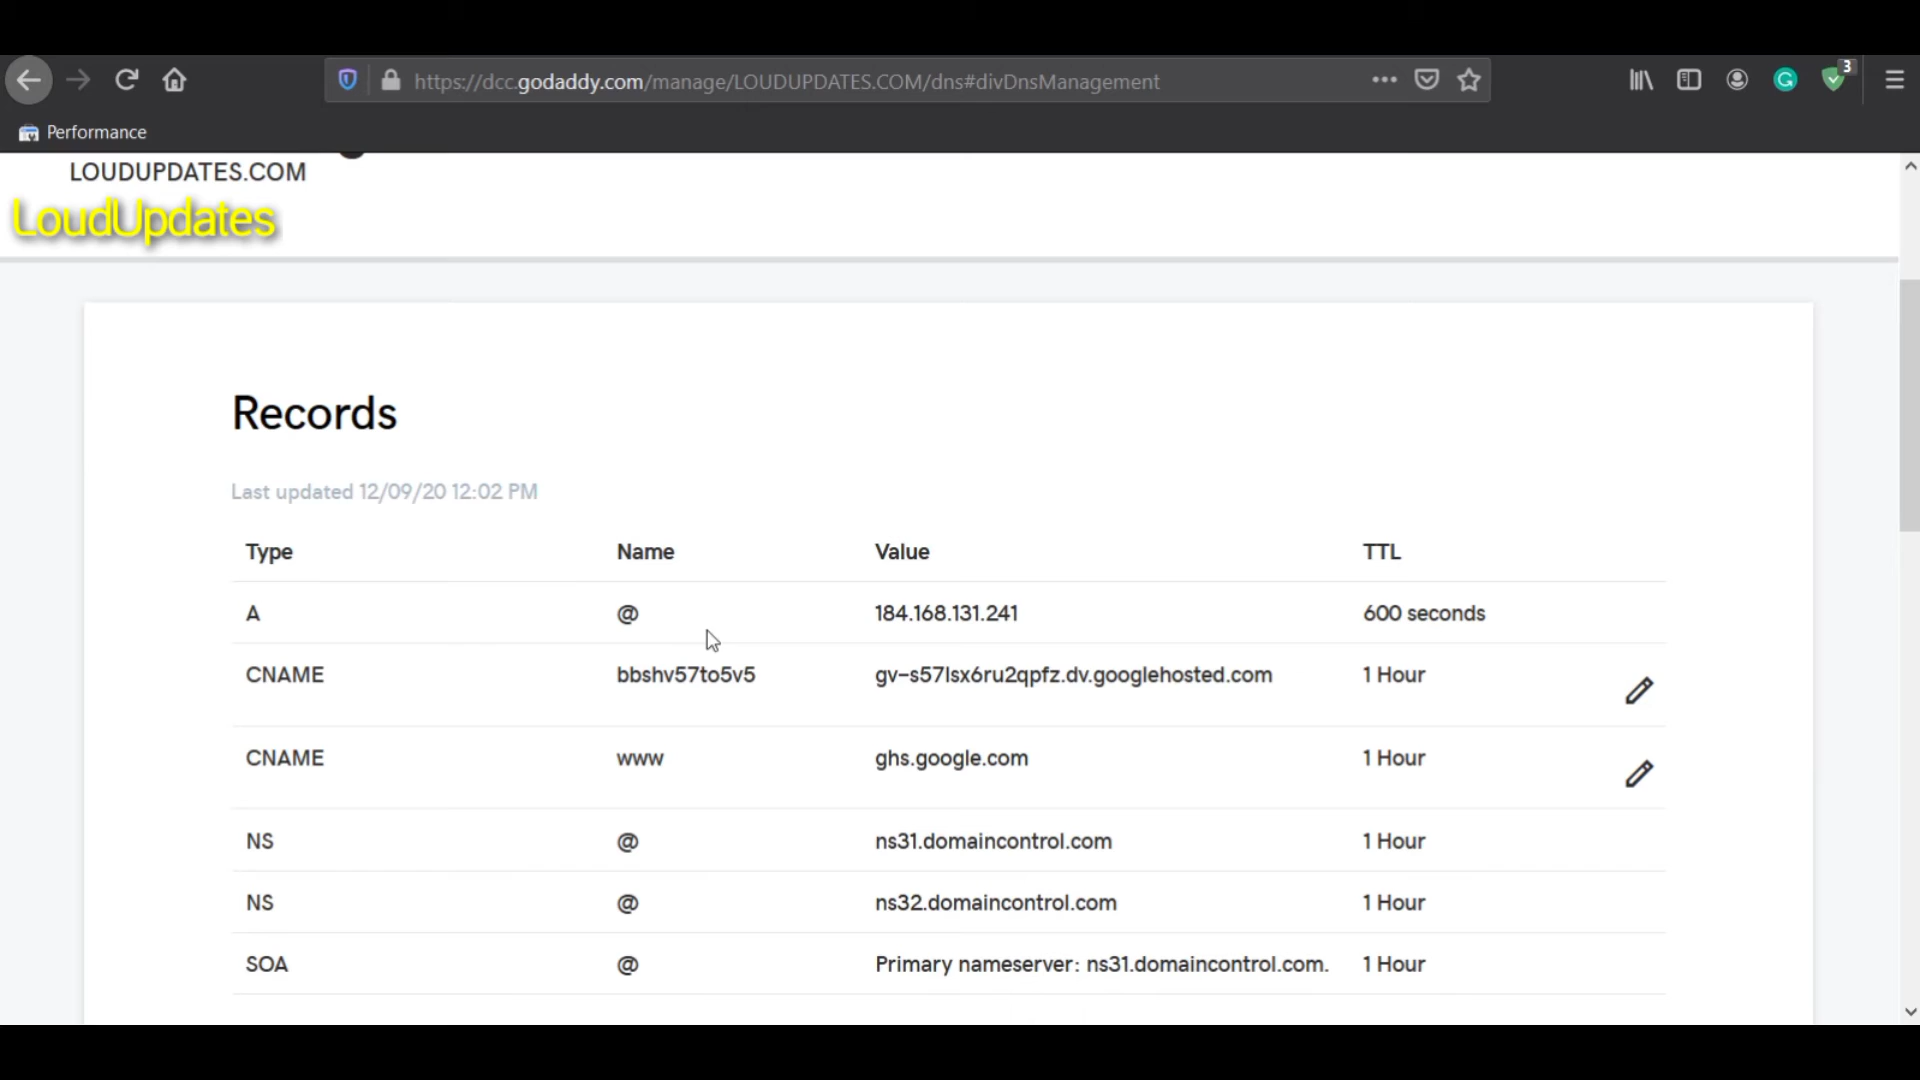 https://dcc.godaddy.com/manage/LOUDUPDATES.COM/dns#divDnsManagement
3
Performance
LOUDUPDATES.COM
LoudUpdates
Records
Last updated 12/09/20 12:02 PM
Type Name Value TTL
A @ 184.168.131.241 600 seconds
CNAME bbshv57to5v5 gv-s57lsx6ru2qpfz.dv.googlehosted.com 1 Hour
CNAME www ghs.google.com 1 Hour
NS @ ns31.domaincontrol.com 1 Hour
NS @ ns32.domaincontrol.com 1 Hour
SOA @ Primary nameserver: ns31.domaincontrol.com. 1 Hour